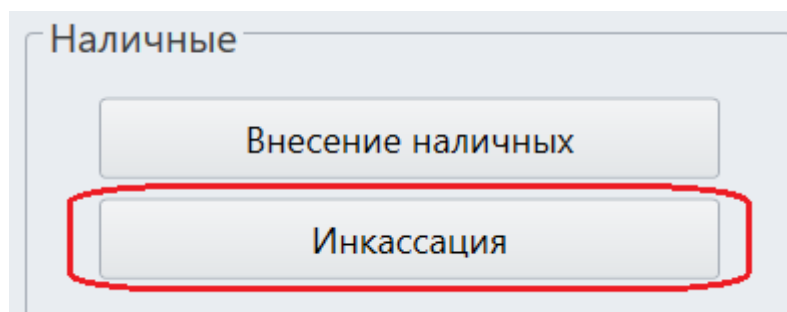 Наличные
Внесение наличных
Инкассация